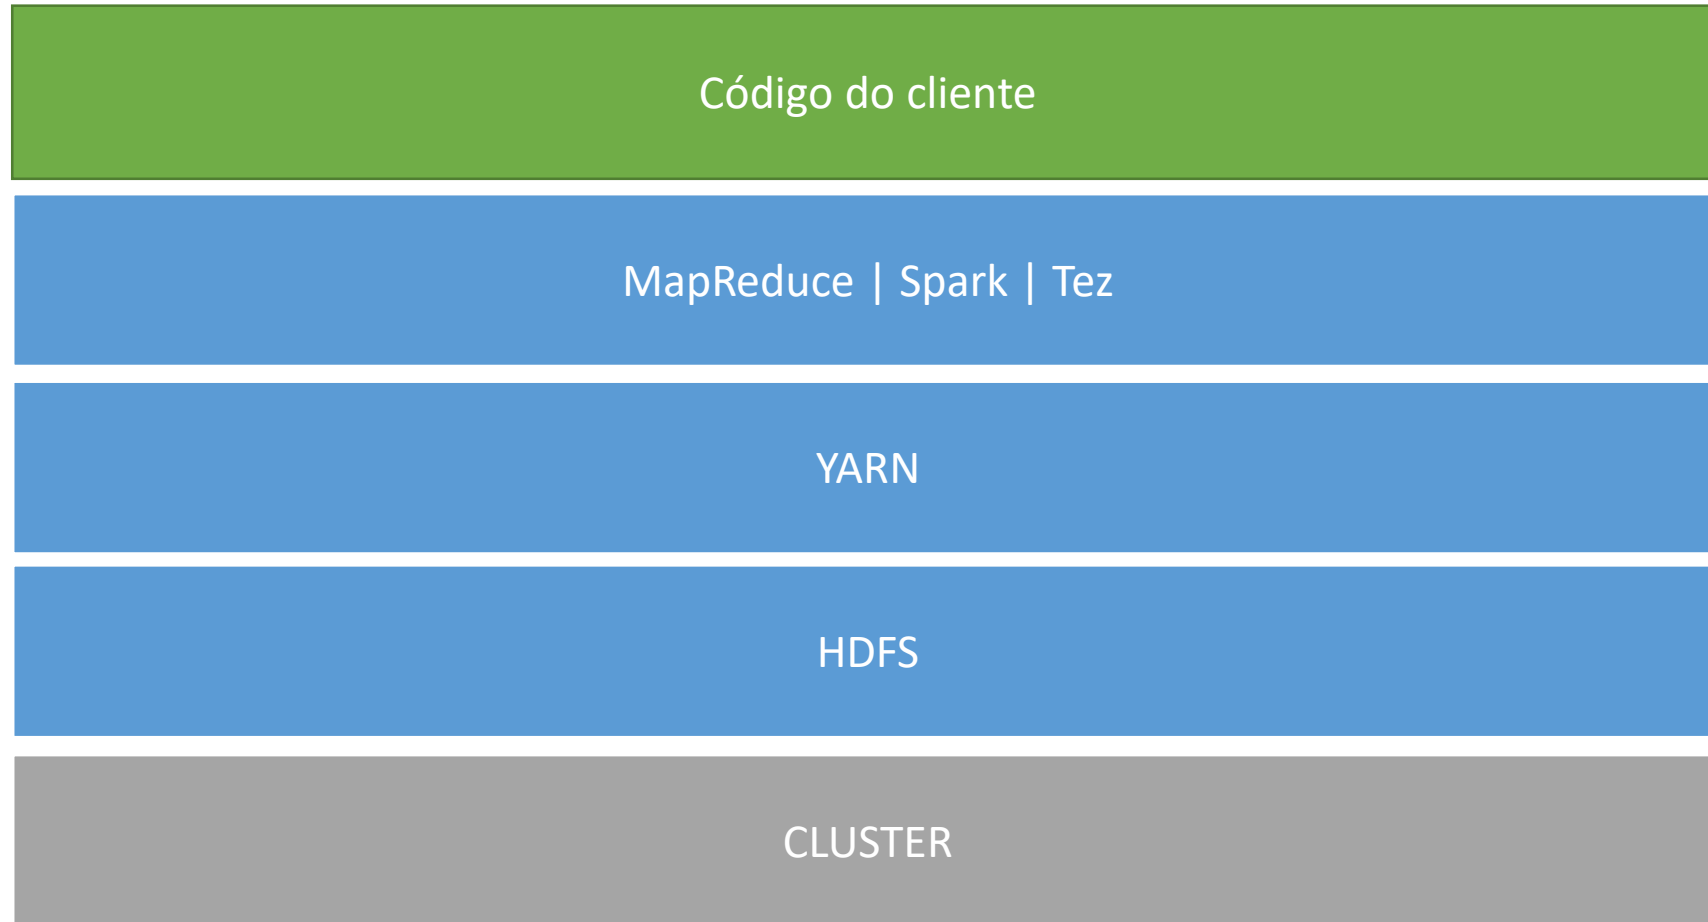 Código do cliente
MapReduce | Spark | Tez
YARN
HDFS
CLUSTER